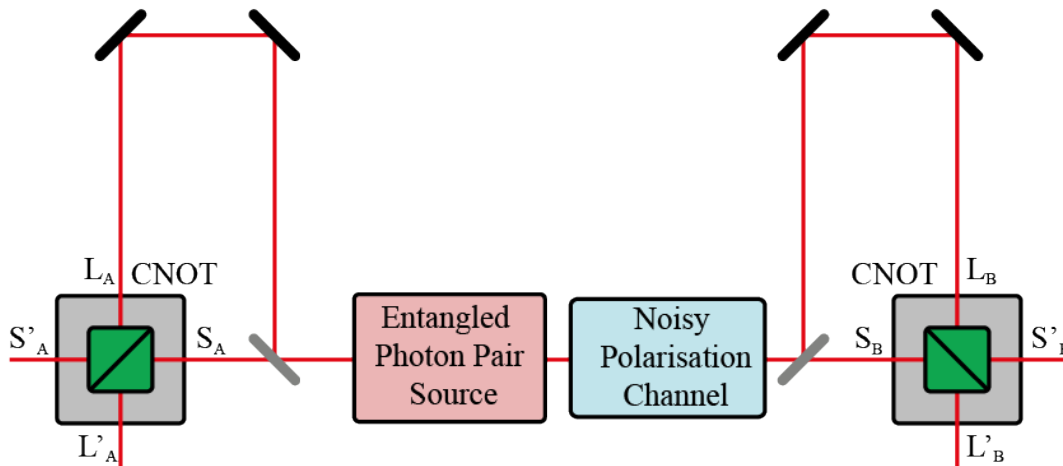 L_A CNOT
S'_A
S_A
L'_A
Entangled
Photon Pair
Source
Noisy
Polarisation
Channel
CNOT L_B
S_B
S'_B
L'_B